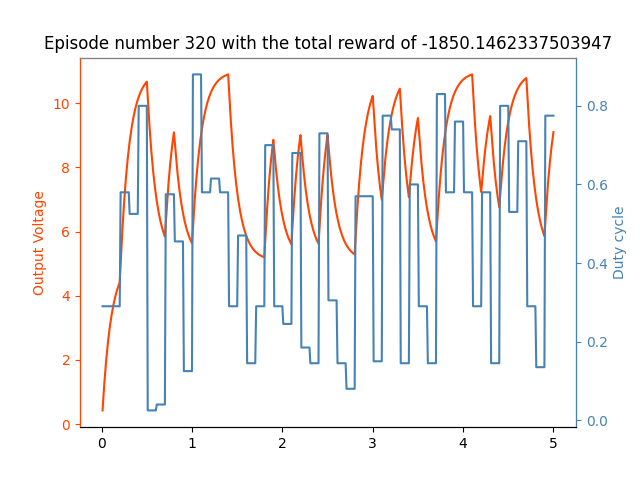 Episode number 320 with the total reward of -1850.1462337503947
10
8
6
4
2
0
Output Voltage
0.8
0.6
0.4
0.2
0.0
Duty cycle
0 1 2 3 4 5